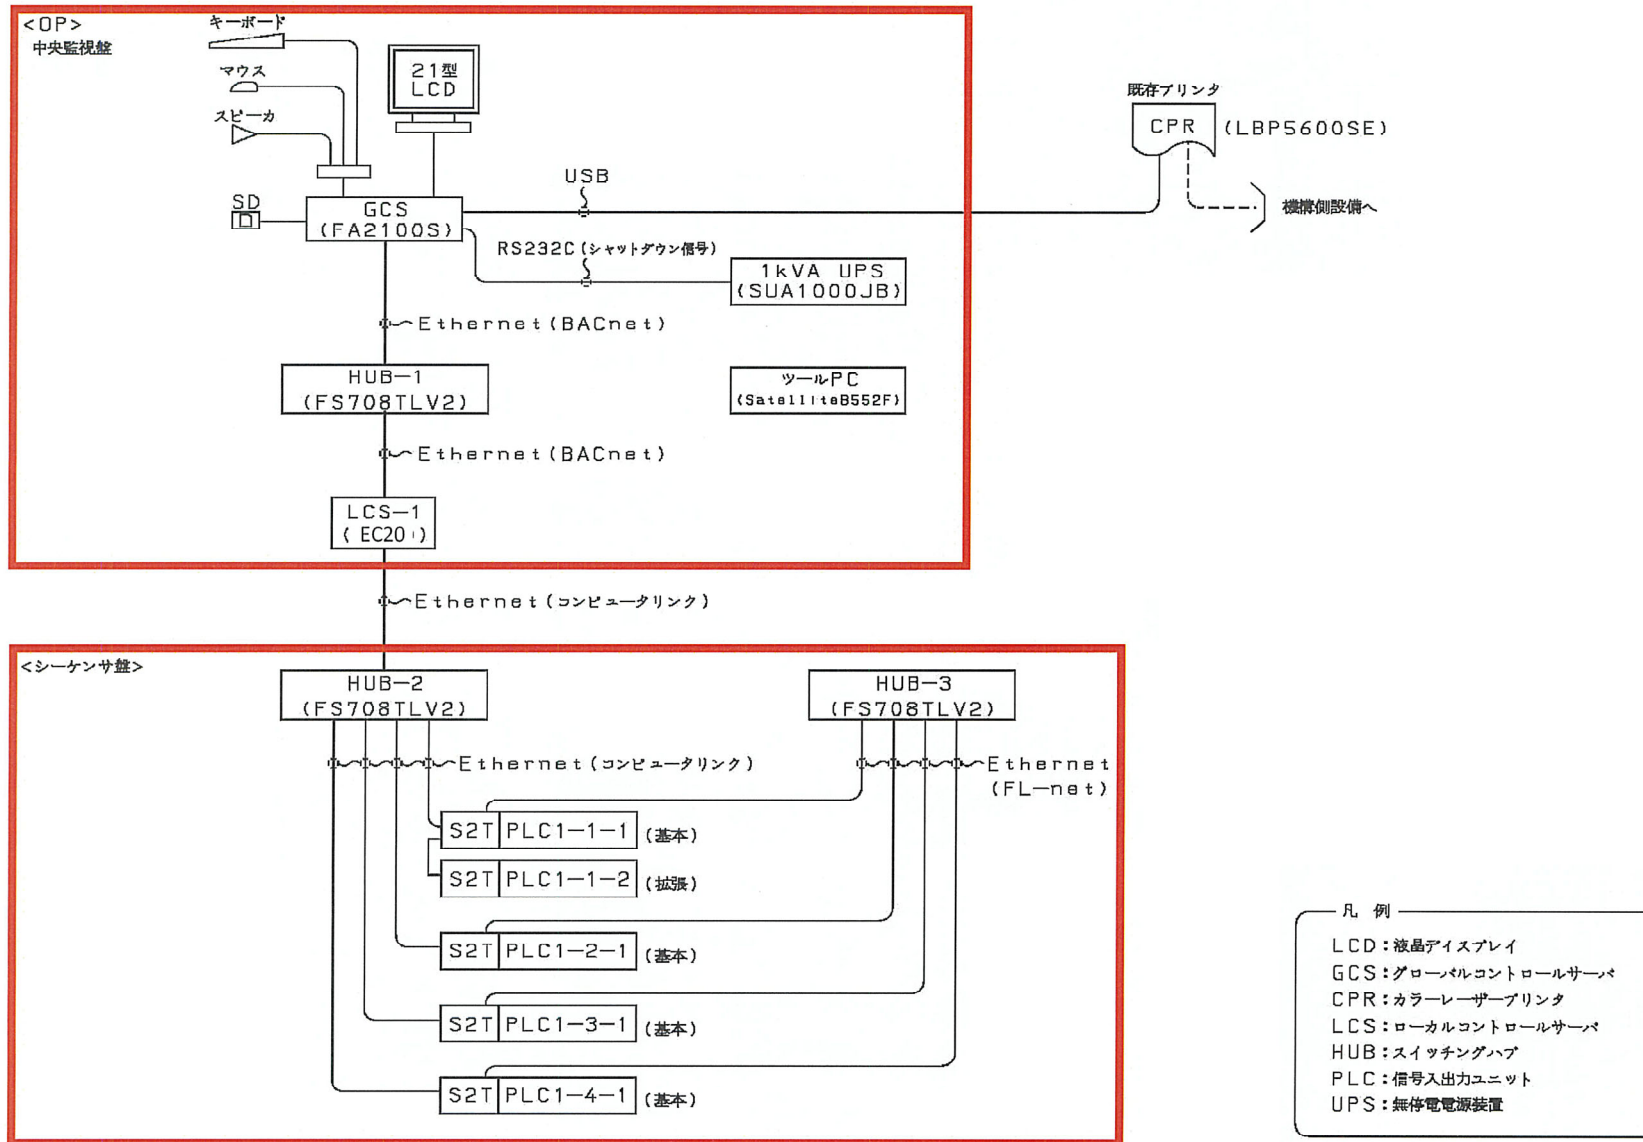 <OP>
中央監視盤
キーボード
マウス
スピーカ
21型
LCD
SD
GCS
(FA2100S)
USB
RS232C(シャットダウン信号)
1kVA UPS
(SUA1000JB)
既存プリンタ
CPR
(LBP5600SE)
機構側設備へ
Ethernet(BACnet)
HUB-1
(FS708TLV2)
ツールPC
(SatelliteB552F)
Ethernet(BACnet)
LCS-1
Ethernet(コンピュータリンク)
<シーケンサ盤>
HUB-2
(FS708TLV2)
HUB-3
(FS708TLV2)
Ethernet(コンピュータリンク)
Ethernet
(FL-net)
S2T PLC1-1-1 (基本)
S2T PLC1-1-2 (拡張)
S2T PLC1-2-1 (基本)
S2T PLC1-3-1 (基本)
S2T PLC1-4-1 (基本)
凡 例
LCD:液晶ディスプレイ
GCS:グローバルコントロールサーバ
CPR:カラーレーザープリンタ
LCS:ローカルコントロールサーバ
HUB:スイッチングハブ
PLC:信号入出力ユニット
UPS:無停電電源装置